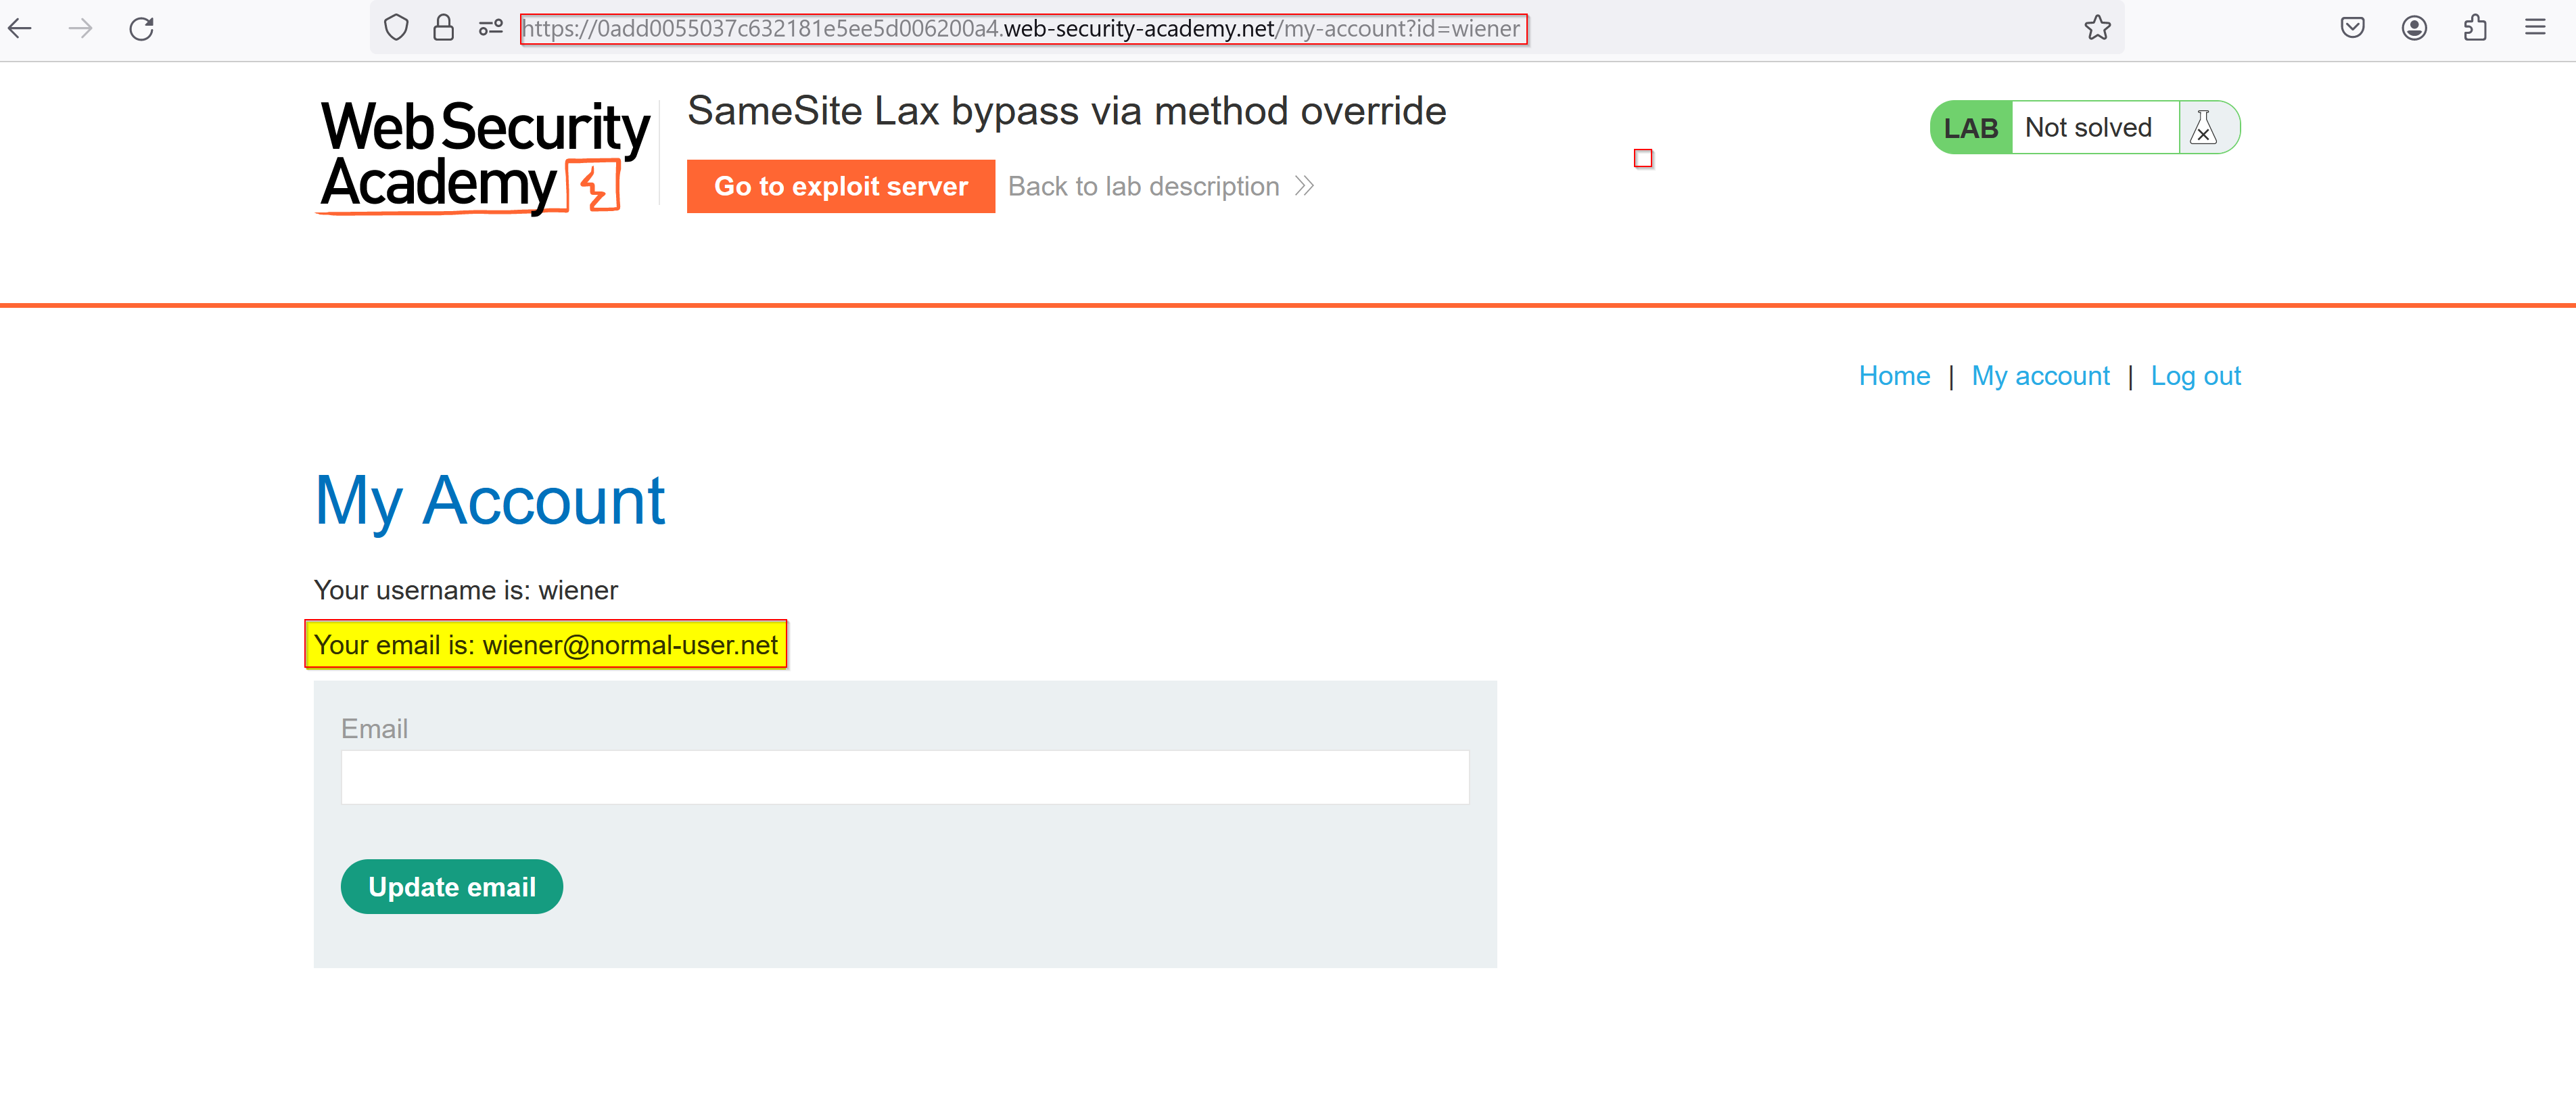 https://0add0055037c632181e5ee5d006200a4.web-security-academy.net/my-account?id=wiener
Web Security
Academy
SameSite Lax bypass via method override
Go to exploit server
Back to lab description
LAB
Not solved
Home | My account | Log out
My Account
Your username is: wiener
Your email is: wiener@normal-user.net
Email
Update email